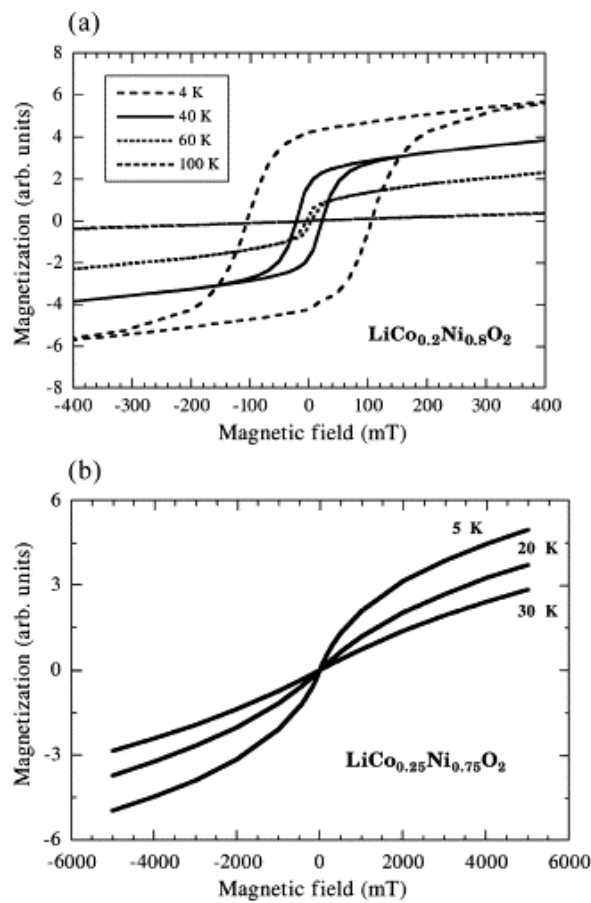 (a)
Magnetization (arb. units)
8
6
4
2
0
-2
-4
-6
-8
4 K
40 K
60 K
100 K
LiCo0.2Ni0.8O2
-400 -300 -200 -100 0 100 200 300 400
Magnetic field (mT)
(b)
Magnetization (arb. units)
6
3
0
-3
-6
5 K
20 K
30 K
LiCo0.25Ni0.75O2
-6000 -4000 -2000 0 2000 4000 6000
Magnetic field (mT)